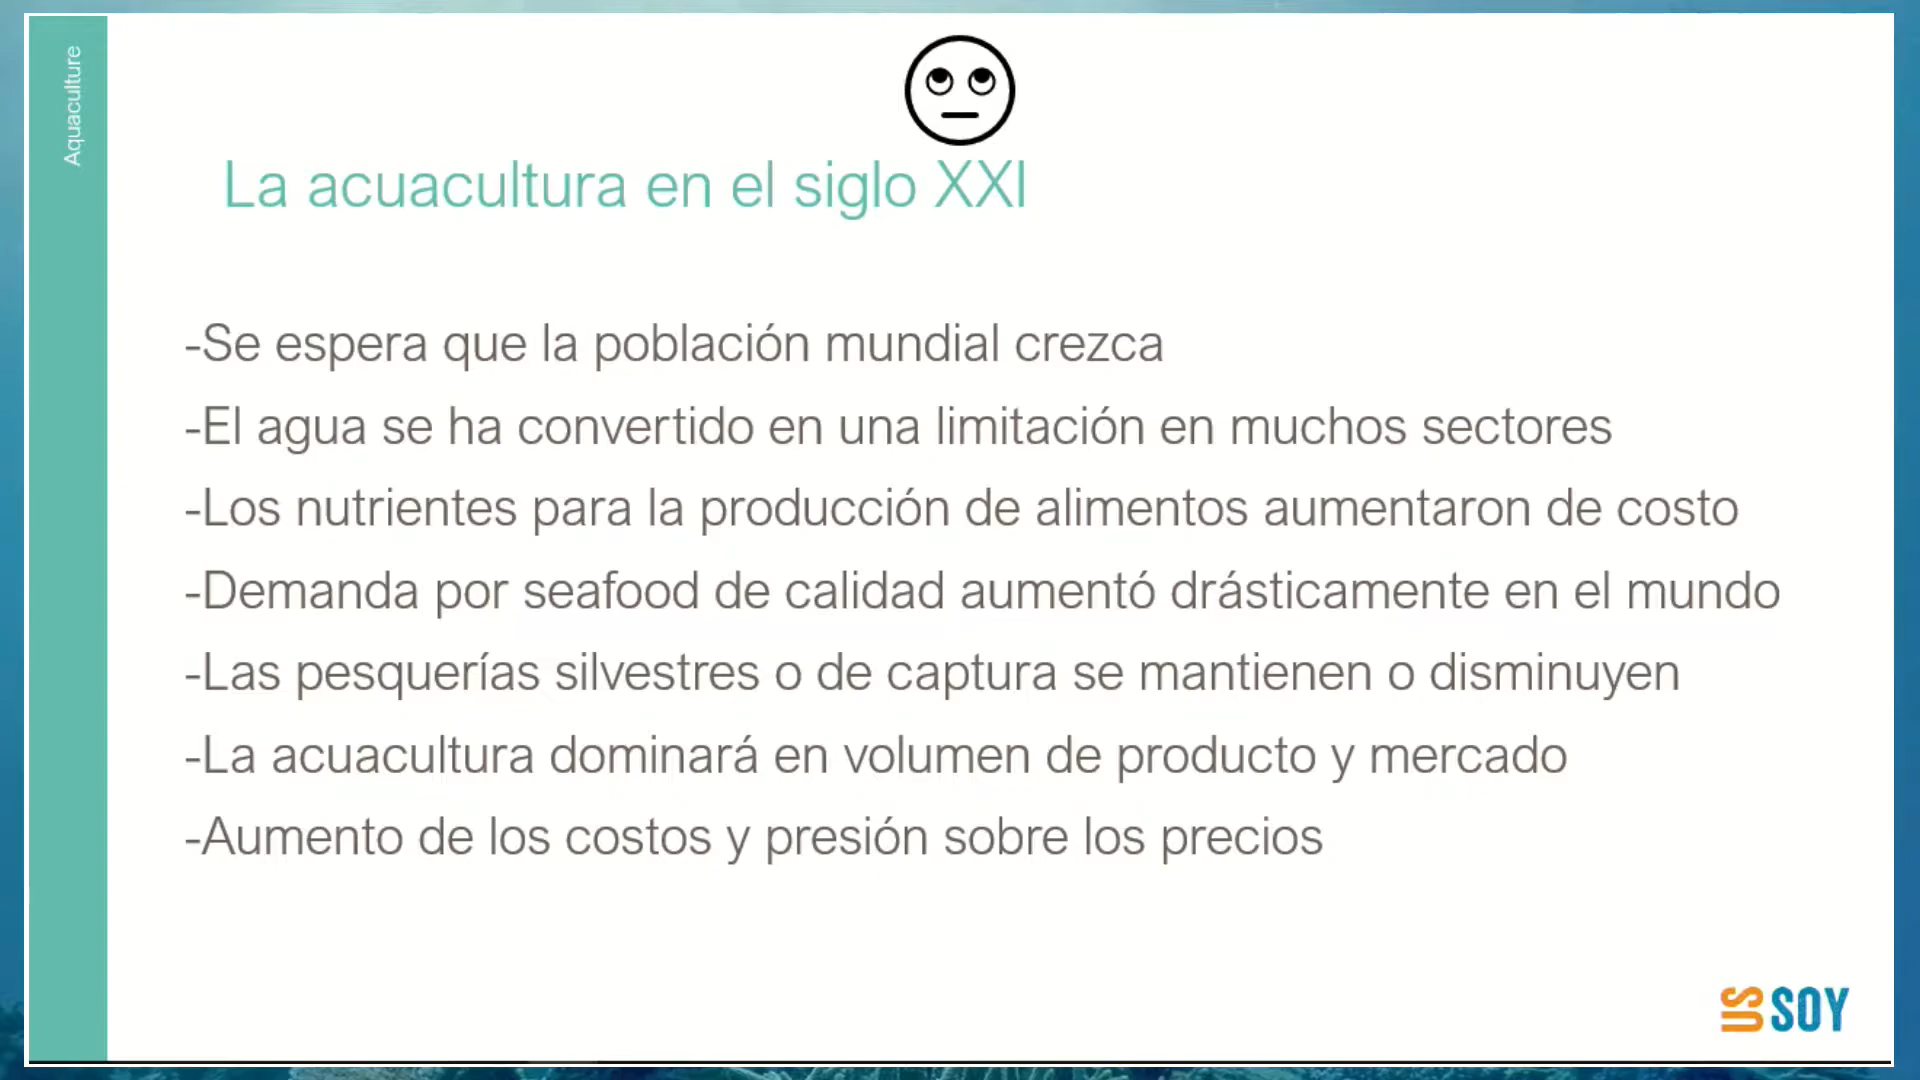 Aquaculture
La acuacultura en el siglo XXI
-Se espera que la población mundial crezca
-El agua se ha convertido en una limitación en muchos sectores
-Los nutrientes para la producción de alimentos aumentaron de costo
-Demanda por seafood de calidad aumentó drásticamente en el mundo
-Las pesquerías silvestres o de captura se mantienen o disminuyen
-La acuacultura dominará en volumen de producto y mercado
-Aumento de los costos y presión sobre los precios
US SOY